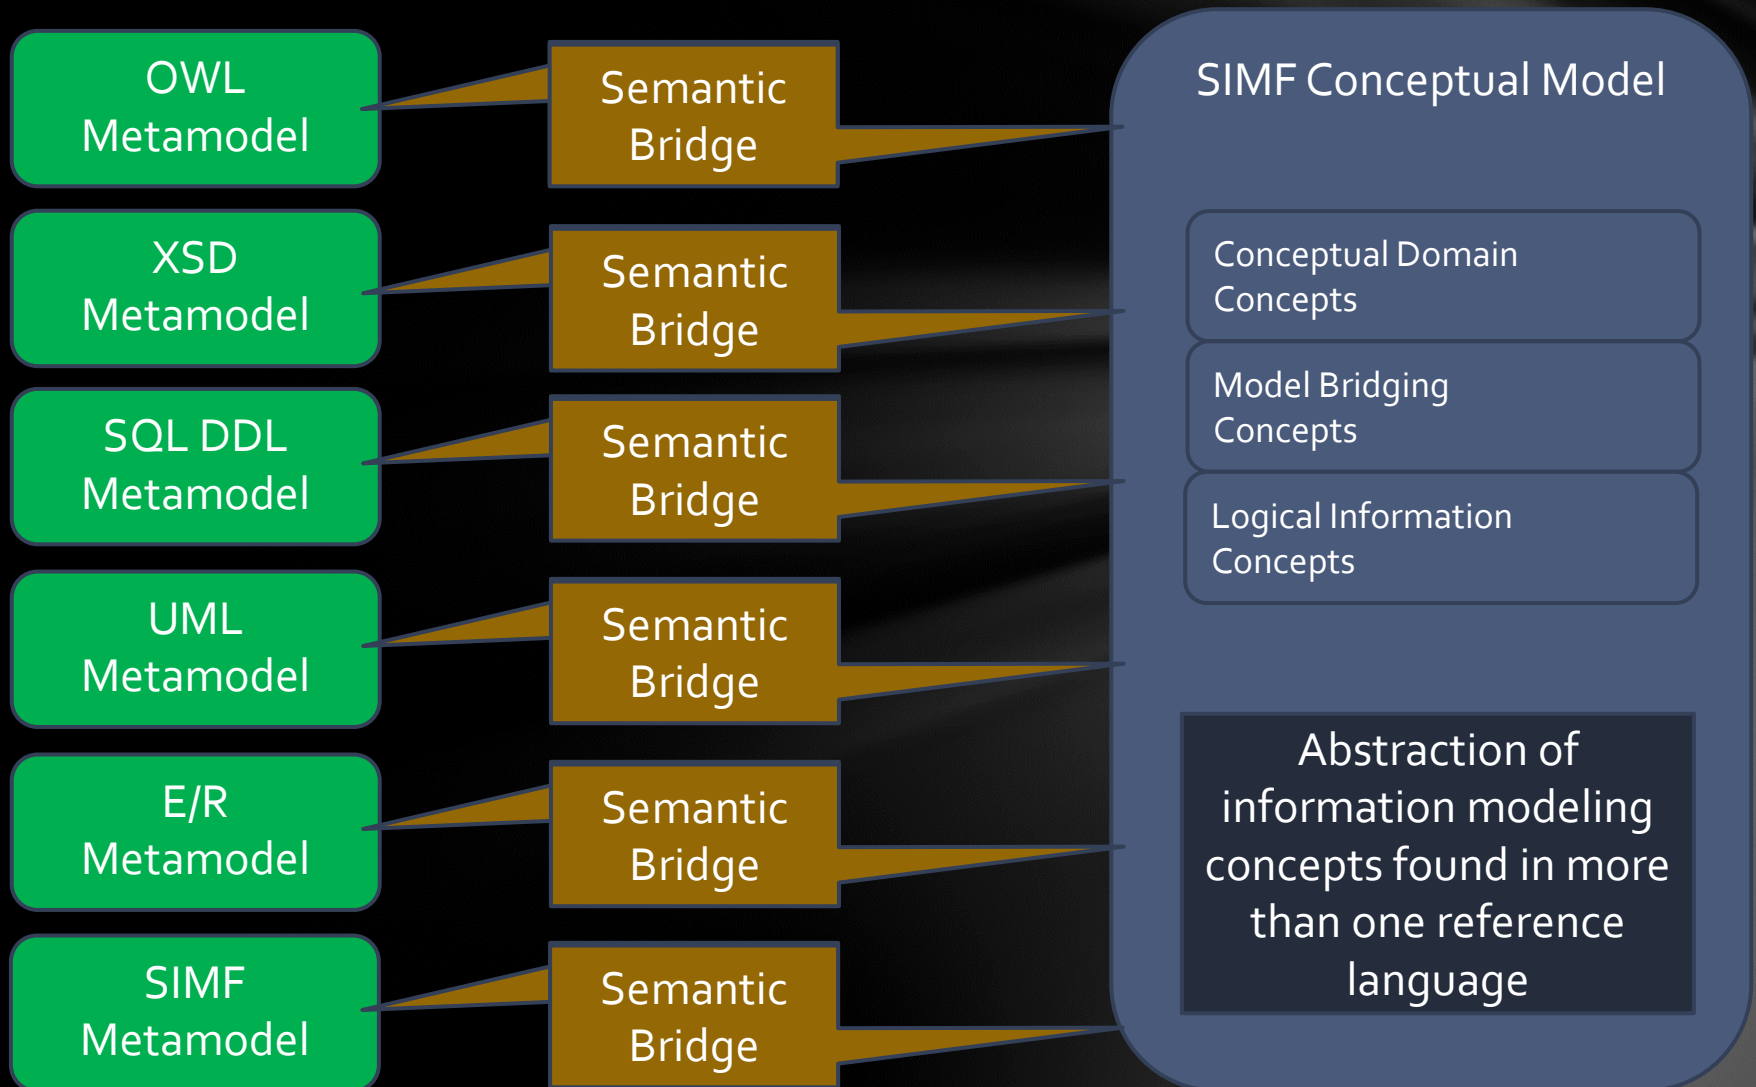 OWL
Metamodel
Semantic
Bridge
XSD
Metamodel
Semantic
Bridge
SQL DDL
Metamodel
Semantic
Bridge
UML
Metamodel
Semantic
Bridge
E/R
Metamodel
Semantic
Bridge
SIMF
Metamodel
Semantic
Bridge
SIMF Conceptual Model
Conceptual Domain
Concepts
Model Bridging
Concepts
Logical Information
Concepts
Abstraction of
information modeling
concepts found in more
than one reference
language